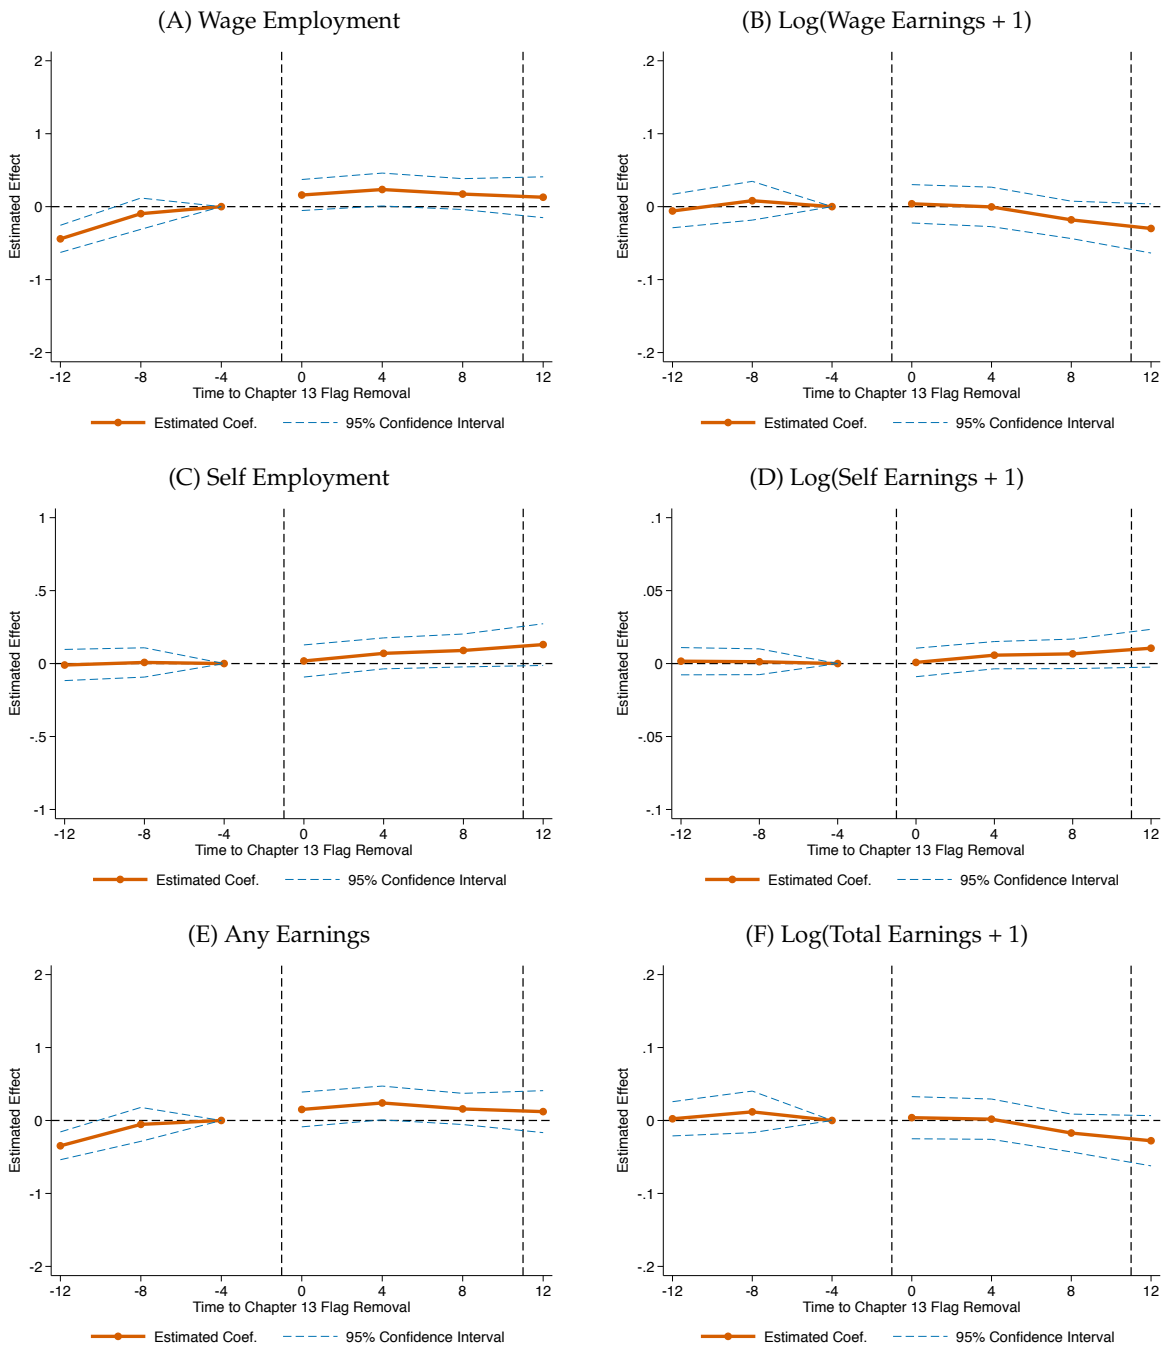 (A) Wage Employment
2
1
0
-1
-2
Estimated Effect
-12 -8 -4 0 4 8 12
Time to Chapter 13 Flag Removal
Estimated Coef. 95% Confidence Interval
(B) Log(Wage Earnings + 1)
.2
.1
0
-.1
-.2
Estimated Effect
-12 -8 -4 0 4 8 12
Time to Chapter 13 Flag Removal
Estimated Coef. 95% Confidence Interval
(C) Self Employment
1
.5
0
-.5
-1
Estimated Effect
-12 -8 -4 0 4 8 12
Time to Chapter 13 Flag Removal
Estimated Coef. 95% Confidence Interval
(D) Log(Self Earnings + 1)
.1
.05
0
-.05
-.1
Estimated Effect
-12 -8 -4 0 4 8 12
Time to Chapter 13 Flag Removal
Estimated Coef. 95% Confidence Interval
(E) Any Earnings
2
1
0
-1
-2
Estimated Effect
-12 -8 -4 0 4 8 12
Time to Chapter 13 Flag Removal
Estimated Coef. 95% Confidence Interval
(F) Log(Total Earnings + 1)
.2
.1
0
-.1
-.2
Estimated Effect
-12 -8 -4 0 4 8 12
Time to Chapter 13 Flag Removal
Estimated Coef. 95% Confidence Interval